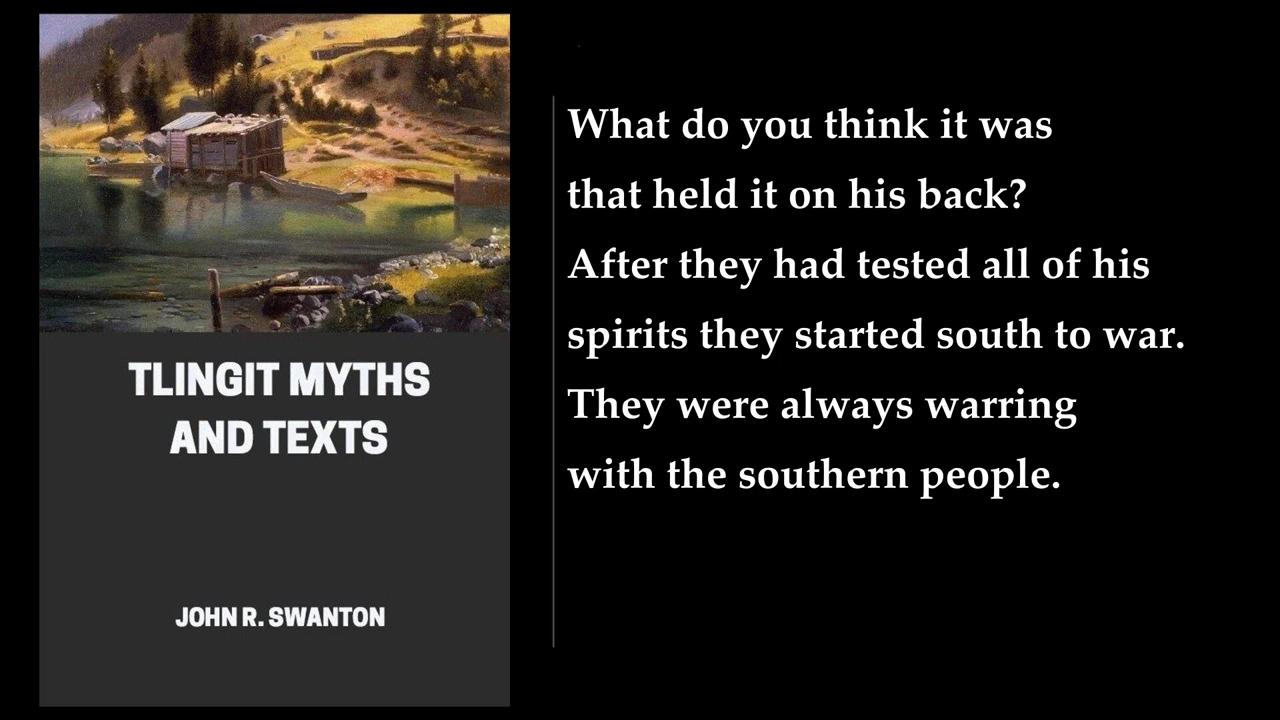 TLINGIT MYTHS
AND TEXTS
JOHN R. SWANTON
What do you think it was
that held it on his back?
After they had tested all of his
spirits they started south to war.
They were always warring
with the southern people.